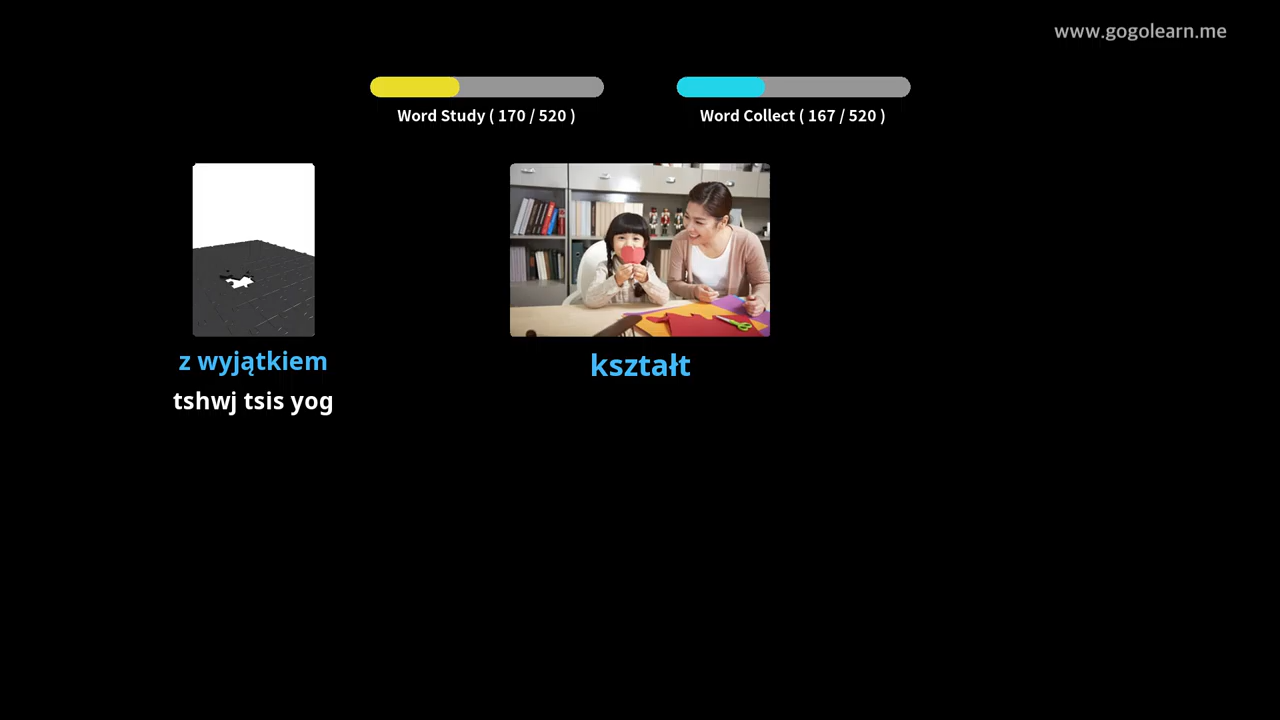 www.gogolearn.me
Word Study ( 170 / 520 )
Word Collect ( 167 / 520 )
z wyjątkiem
tshwj tsis yog
kształt